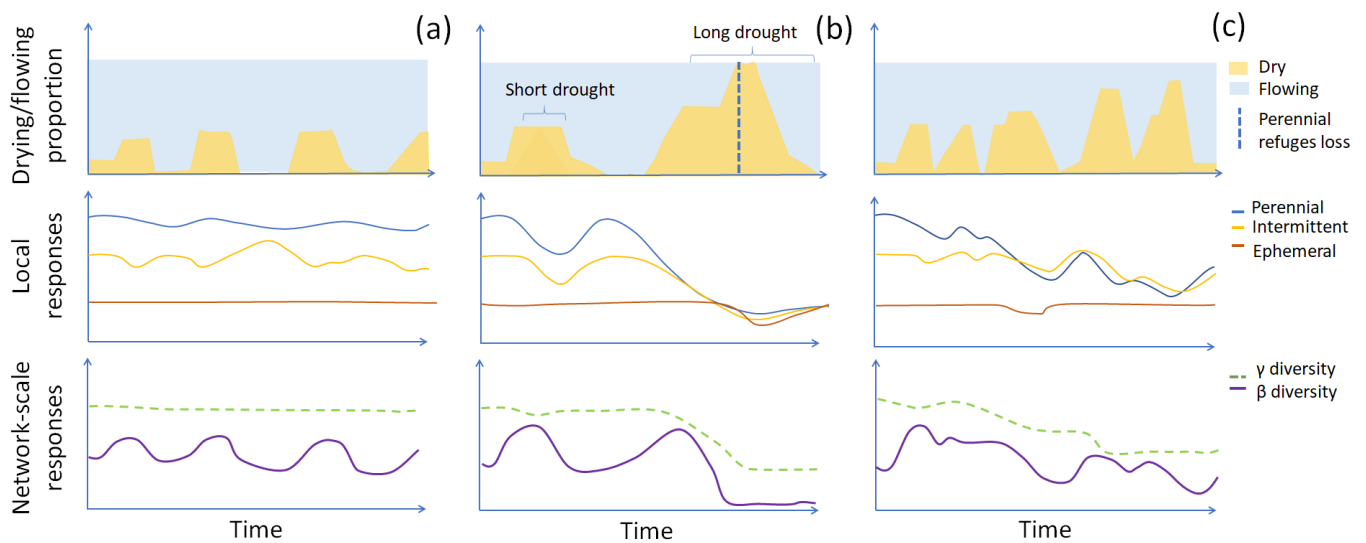 (a)
(b)
(c)
Drying/flowing
proportion
Short drought
Long drought
Dry
Flowing
Perennial
refuges loss
Local
responses
Perennial
Intermittent
Ephemeral
Network-scale
responses
γ diversity
β diversity
Time
Time
Time